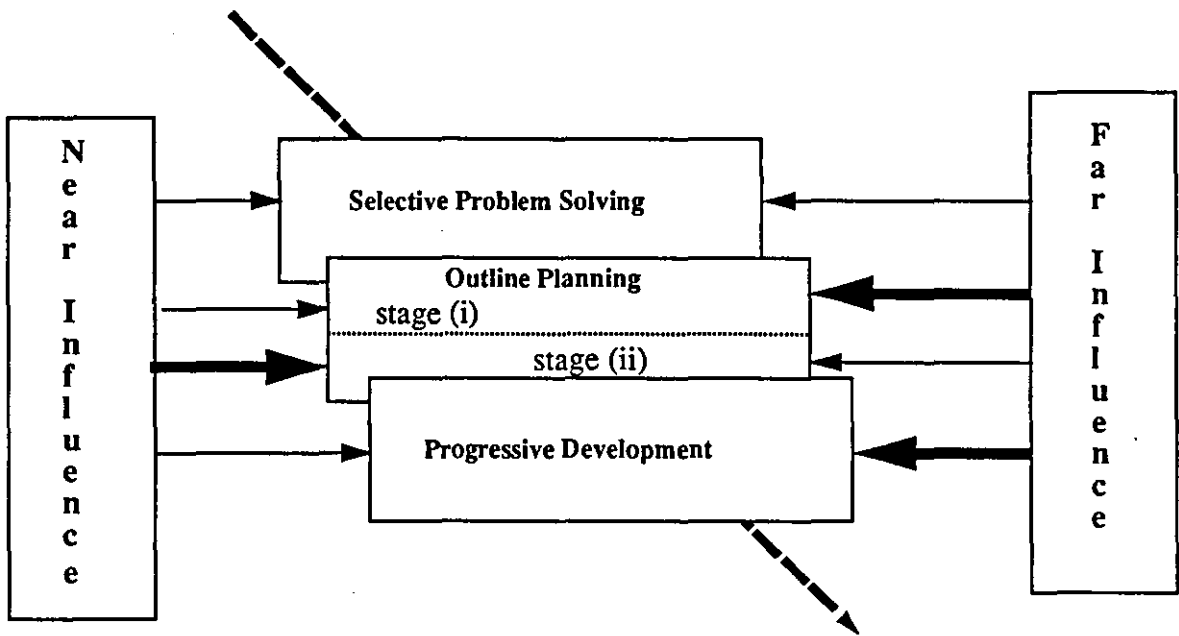 Near Influence
Selective Problem Solving
Outline Planning
stage (i)
stage (ii)
Progressive Development
Far Influence